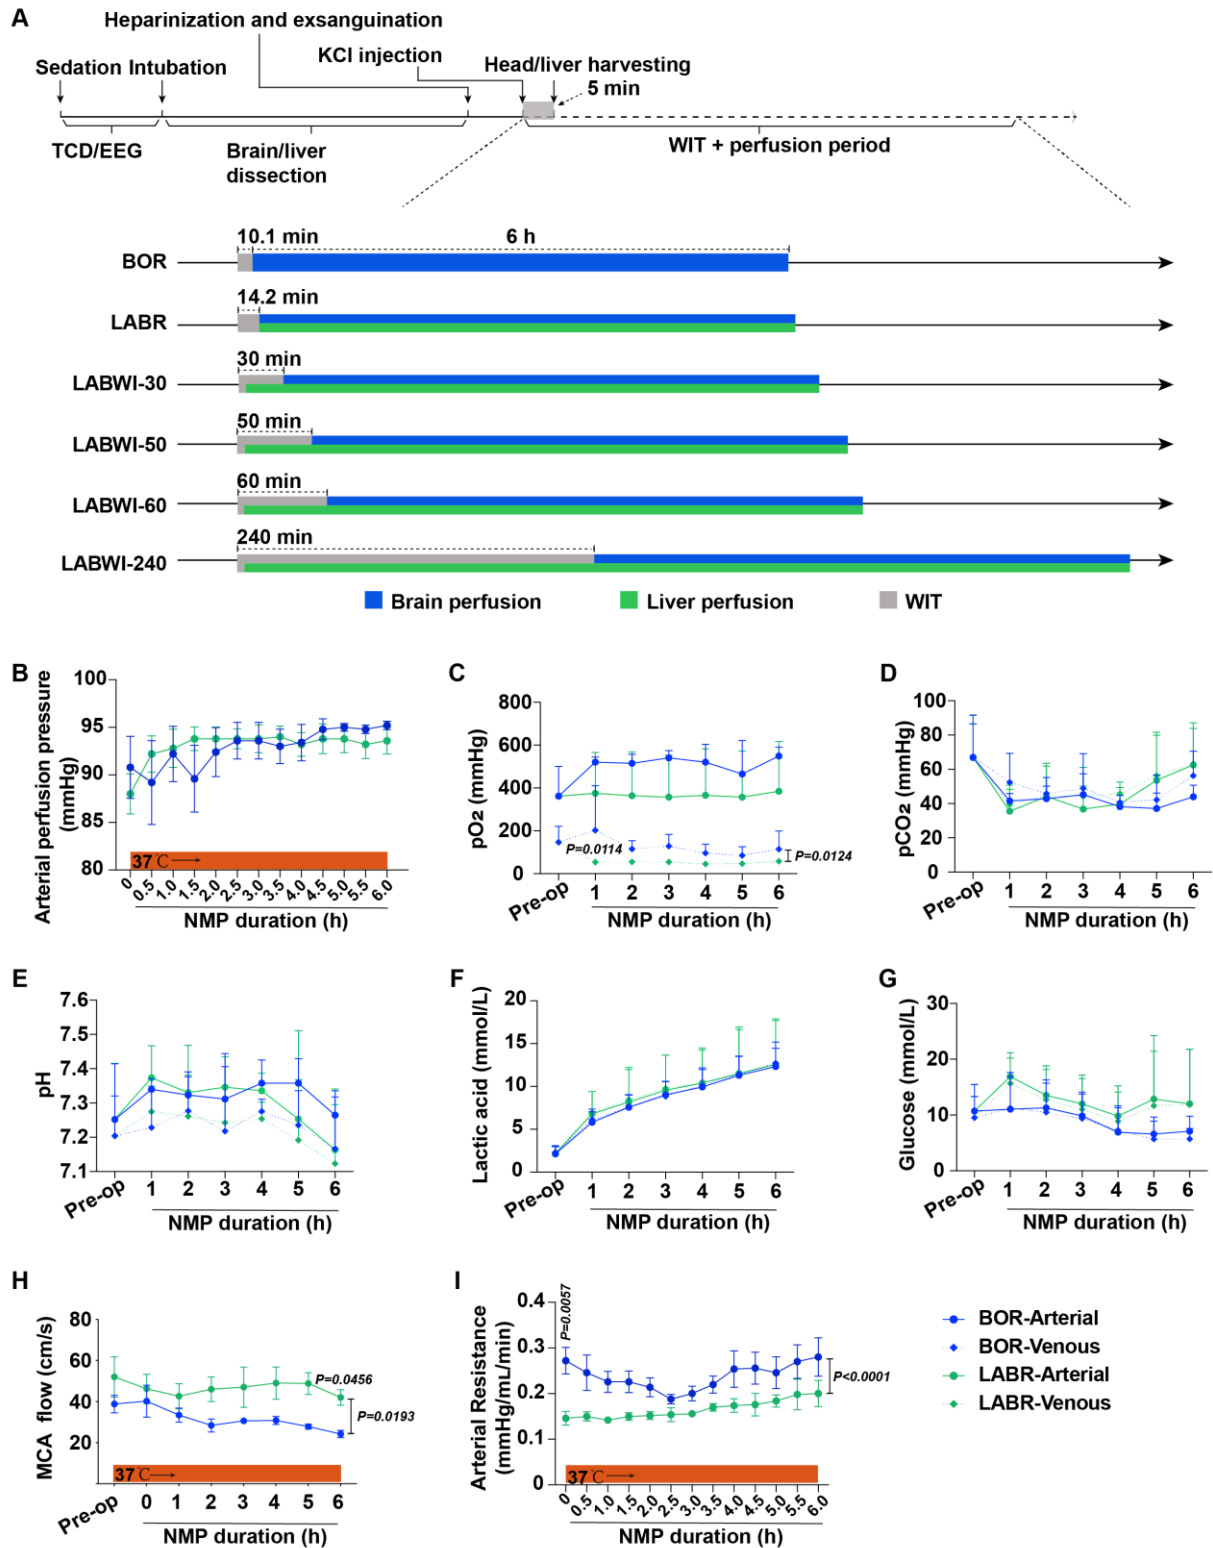 A
Heparinization and exsanguination
KCl injection
Sedation Intubation
Head/liver harvesting
5 min
TCD/EEG
Brain/liver
dissection
WIT + perfusion period
10.1 min
6 h
BOR
14.2 min
LABR
30 min
LABWI-30
50 min
LABWI-50
60 min
LABWI-60
240 min
LABWI-240
Brain perfusion
Liver perfusion
WIT
B
Arterial perfusion pressure
(mmHg)
100
95
90
85
80
37℃
0
0.5
1.0
1.5
2.0
2.5
3.0
3.5
4.0
4.5
5.0
5.5
6.0
NMP duration (h)
C
pO2 (mmHg)
800
600
400
200
0
P=0.0114
P=0.0124
Pre-op
1 2 3 4 5 6
NMP duration (h)
D
pCO2 (mmHg)
100
80
60
40
20
0
Pre-op
1 2 3 4 5 6
NMP duration (h)
E
pH
7.6
7.5
7.4
7.3
7.2
7.1
Pre-op
1 2 3 4 5 6
NMP duration (h)
F
Lactic acid (mmol/L)
20
15
10
5
0
Pre-op
1 2 3 4 5 6
NMP duration (h)
G
Glucose (nmol/L)
30
20
10
0
Pre-op
1 2 3 4 5 6
NMP duration (h)
H
MCA flow (cm/s)
80
60
40
20
P=0.0456
P=0.0193
37℃
Pre-op
0 1 2 3 4 5 6
NMP duration (h)
I
Arterial Resistance
(mmHg/mL/min)
0.4
0.3
0.2
0.1
0
P=0.0057
P<0.0001
37℃
0
0.5
1.0
1.5
2.0
2.5
3.0
3.5
4.0
4.5
5.0
5.5
6.0
NMP duration (h)
BOR-Arterial
BOR-Venous
LABR-Arterial
LABR-Venous